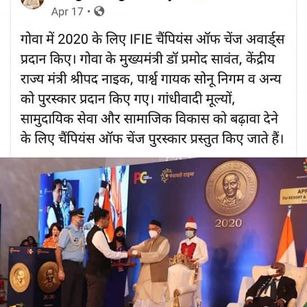 Apr 17 •
गोवा में 2020 के लिए IFIE चैंपियंस ऑफ चेंज अवार्ड्स
प्रदान किए। गोवा के मुख्यमंत्री डॉ प्रमोद सावंत, केंद्रीय
राज्य मंत्री श्रीपद नाइक, पार्श्व गायक सोनू निगम व अन्य
को पुरस्कार प्रदान किए गए। गांधीवादी मूल्यों,
सामुदायिक सेवा और सामाजिक विकास को बढ़ावा देने
के लिए चैंपियंस ऑफ चेंज पुरस्कार प्रस्तुत किए जाते हैं।
2020